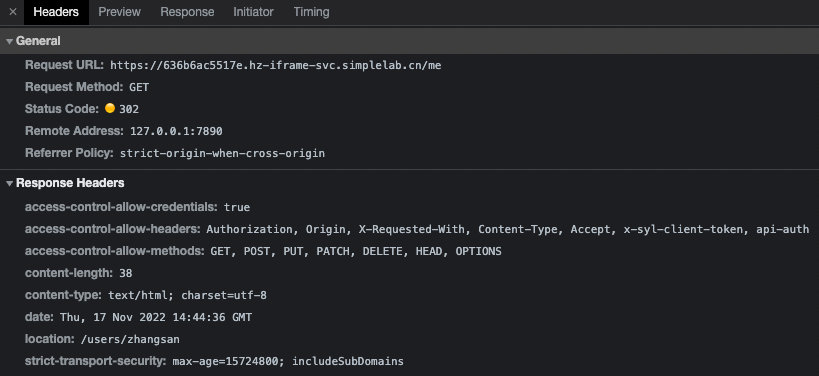 × Headers Preview Response Initiator Timing
▼General
Request URL: https://636b6ac5517e.hz-iframe-svc.simplelab.cn/me
Request Method: GET
Status Code: 302
Remote Address: 127.0.0.1:7890
Referrer Policy: strict-origin-when-cross-origin
▼Response Headers
access-control-allow-credentials: true
access-control-allow-headers: Authorization, Origin, X-Requested-With, Content-Type, Accept, x-syl-client-token, api-auth
access-control-allow-methods: GET, POST, PUT, PATCH, DELETE, HEAD, OPTIONS
content-length: 38
content-type: text/html; charset=utf-8
date: Thu, 17 Nov 2022 14:44:36 GMT
location: /users/zhangsan
strict-transport-security: max-age=15724800; includeSubDomains